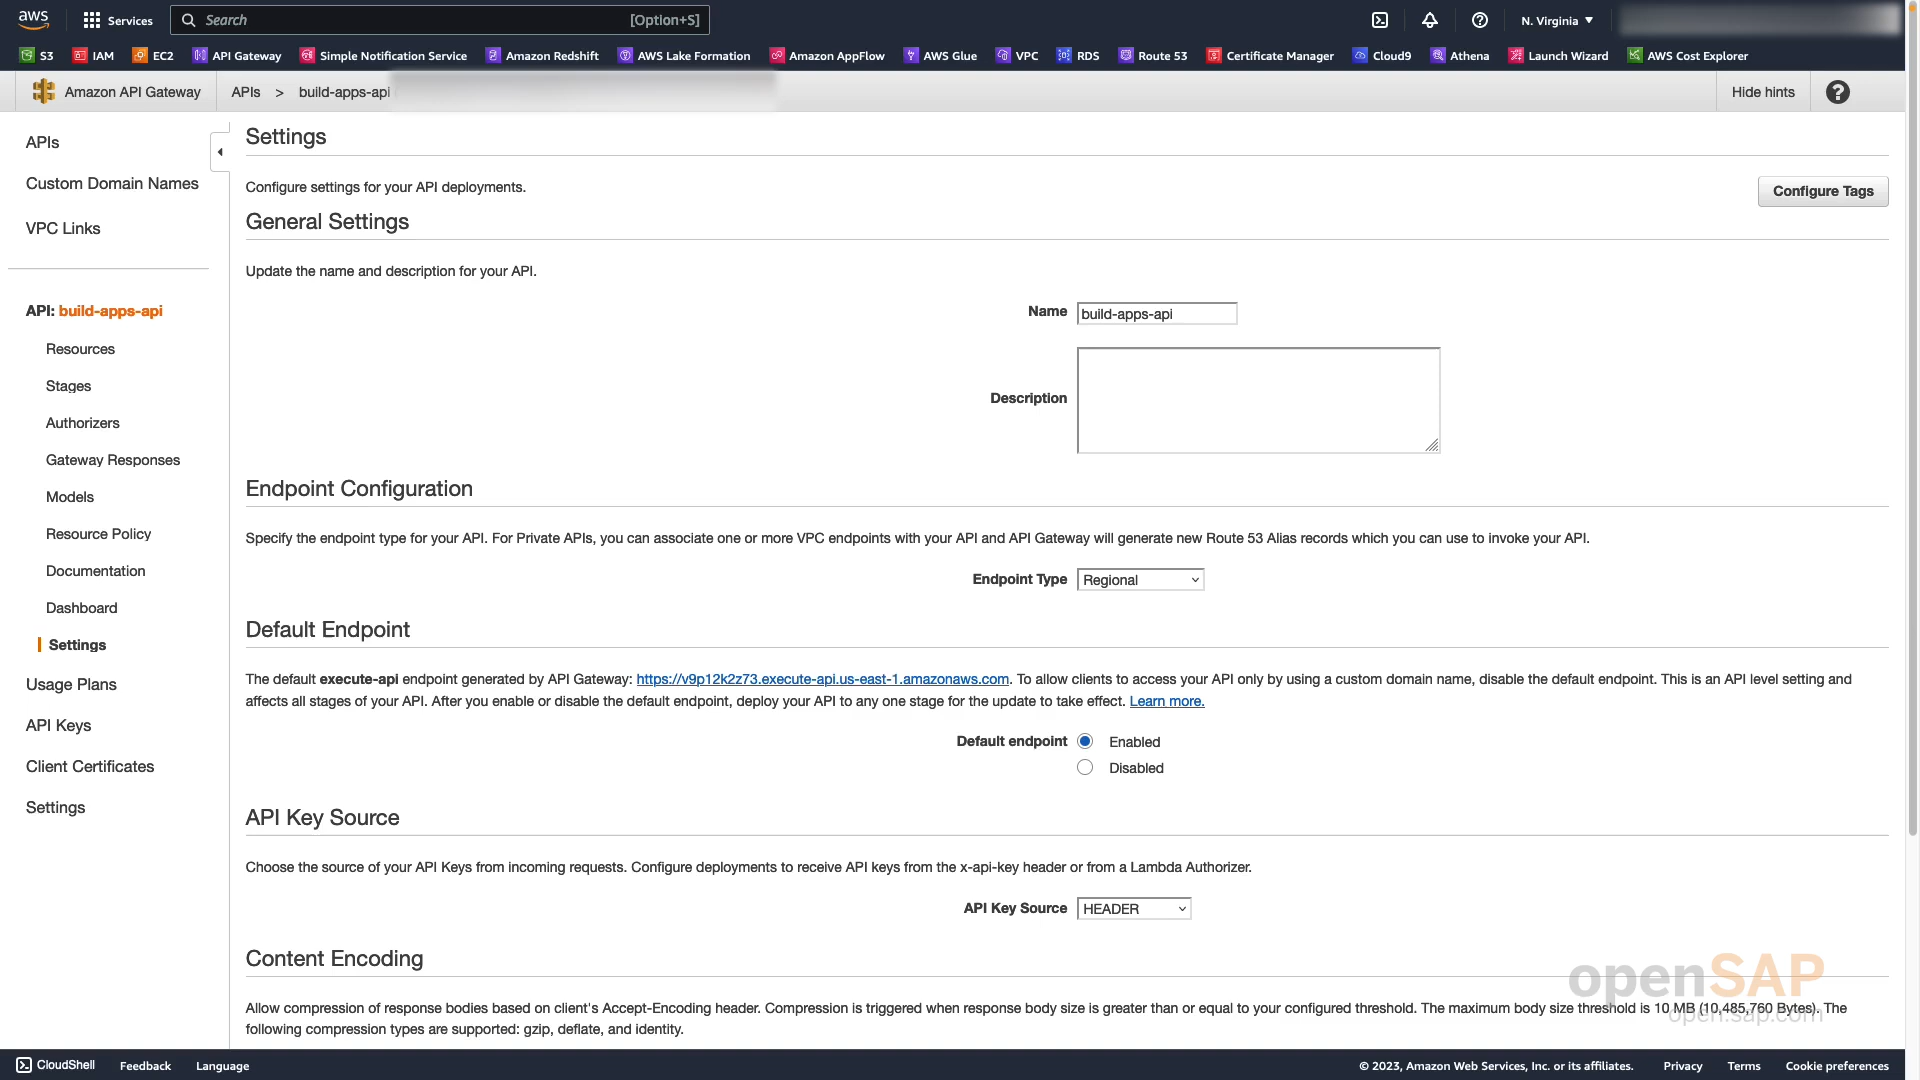 aws Services Search [Option+S] N. Virginia
S3 IAM EC2 API Gateway Simple Notification Service Amazon Redshift AWS Lake Formation Amazon AppFlow AWS Glue VPC RDS Route 53 Certificate Manager Cloud9 Athena Launch Wizard AWS Cost Explorer
Amazon API Gateway APIs > build-apps-api Hide hints
APIs
Custom Domain Names
VPC Links
API: build-apps-api
Resources
Stages
Authorizers
Gateway Responses
Models
Resource Policy
Documentation
Dashboard
Settings
Usage Plans
API Keys
Client Certificates
Settings
Settings
Configure settings for your API deployments.
Configure Tags
General Settings
Update the name and description for your API.
Name build-apps-api
Description
Endpoint Configuration
Specify the endpoint type for your API. For Private APIs, you can associate one or more VPC endpoints with your API and API Gateway will generate new Route 53 Alias records which you can use to invoke your API.
Endpoint Type Regional
Default Endpoint
The default execute-api endpoint generated by API Gateway: https://v9p12k2z73.execute-api.us-east-1.amazonaws.com. To allow clients to access your API only by using a custom domain name, disable the default endpoint. This is an API level setting and
affects all stages of your API. After you enable or disable the default endpoint, deploy your API to any one stage for the update to take effect. Learn more.
Default endpoint Enabled
Disabled
API Key Source
Choose the source of your API Keys from incoming requests. Configure deployments to receive API keys from the x-api-key header or from a Lambda Authorizer.
API Key Source HEADER
Content Encoding
Allow compression of response bodies based on client's Accept-Encoding header. Compression is triggered when response body size is greater than or equal to your configured threshold. The maximum body size threshold is 10 MB (10,485,760 Bytes). The
following compression types are supported: gzip, deflate, and identity.
openSAP
open.sap.com
CloudShell Feedback Language © 2023, Amazon Web Services, Inc. or its affiliates. Privacy Terms Cookie preferences